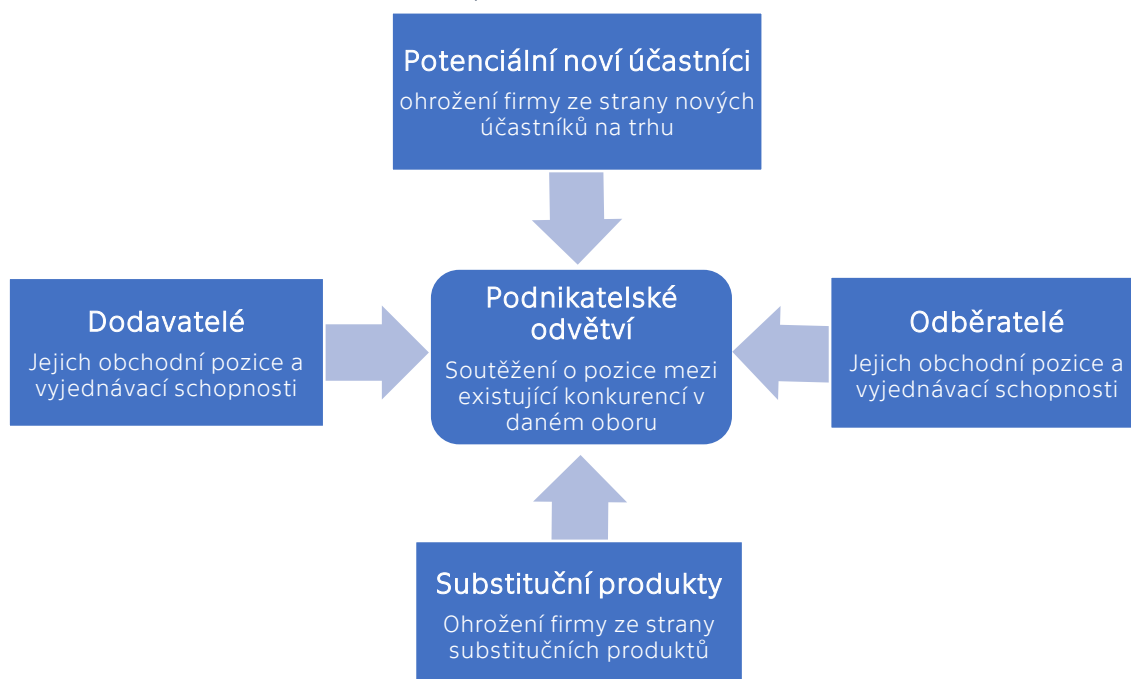 Potenciální noví účastníci
ohrožení firmy ze strany nových
účastníků na trhu
Dodavatelé
Jejich obchodní pozice a
vyjednávací schopnosti
Podnikatelské
odvětví
Soutěžení o pozice mezi
existující konkurencí v
daném oboru
Odběratelé
Jejich obchodní pozice a
vyjednávací schopnosti
Substituční produkty
Ohrožení firmy ze strany
substitučních produktů